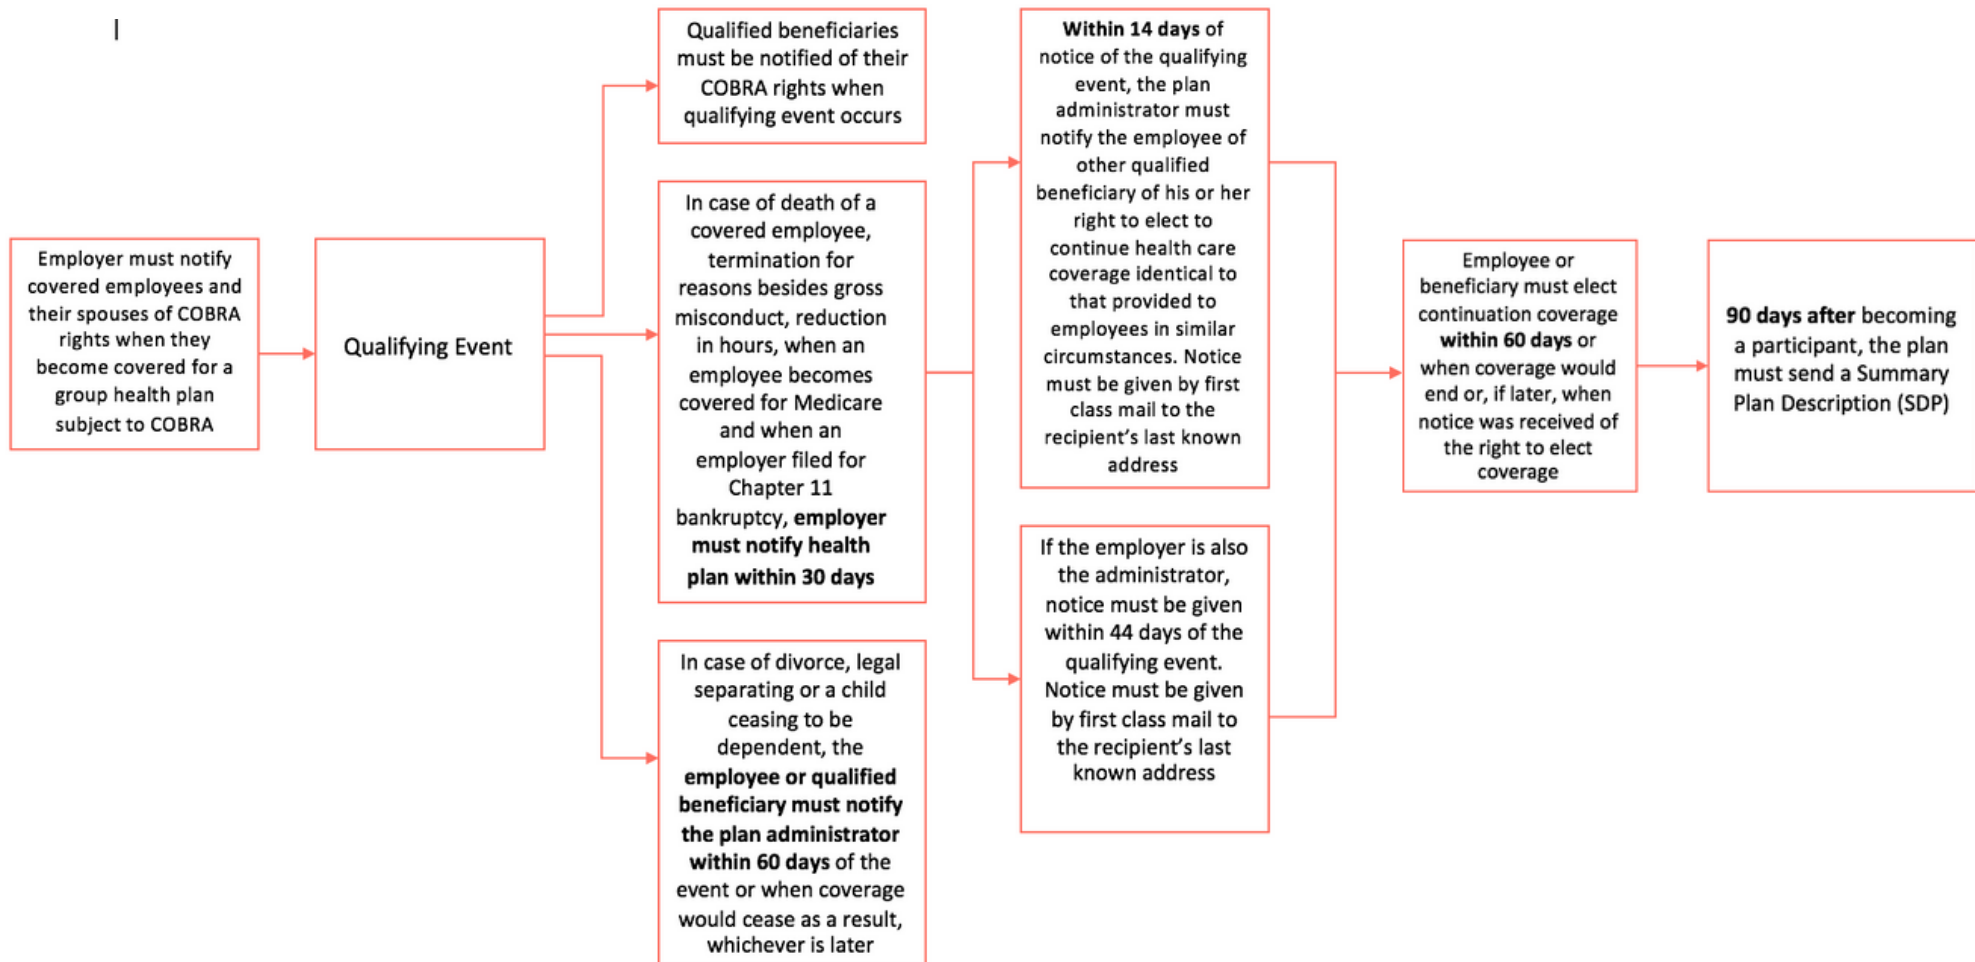 Employer must notify
covered employees and
their spouses of COBRA
rights when they
become covered for a
group health plan
subject to COBRA
Qualifying Event
Qualified beneficiaries
must be notified of their
COBRA rights when
qualifying event occurs
In case of death of a
covered employee,
termination for
reasons besides gross
misconduct, reduction
in hours, when an
employee becomes
covered for Medicare
and when an
employer filed for
Chapter 11
bankruptcy, employer
must notify health
plan within 30 days
In case of divorce, legal
separating or a child
ceasing to be
dependent, the
employee or qualified
beneficiary must notify
the plan administrator
within 60 days of the
event or when coverage
would cease as a result,
whichever is later
Within 14 days of
notice of the qualifying
event, the plan
administrator must
notify the employee of
other qualified
beneficiary of his or her
right to elect to
continue health care
coverage identical to
that provided to
employees in similar
circumstances. Notice
must be given by first
class mail to the
recipient's last known
address
If the employer is also
the administrator,
notice must be given
within 44 days of the
qualifying event.
Notice must be given
by first class mail to
the recipient's last
known address
Employee or
beneficiary must elect
continuation coverage
within 60 days or
when coverage would
end or, if later, when
notice was received of
the right to elect
coverage
90 days after becoming
a participant, the plan
must send a Summary
Plan Description (SDP)